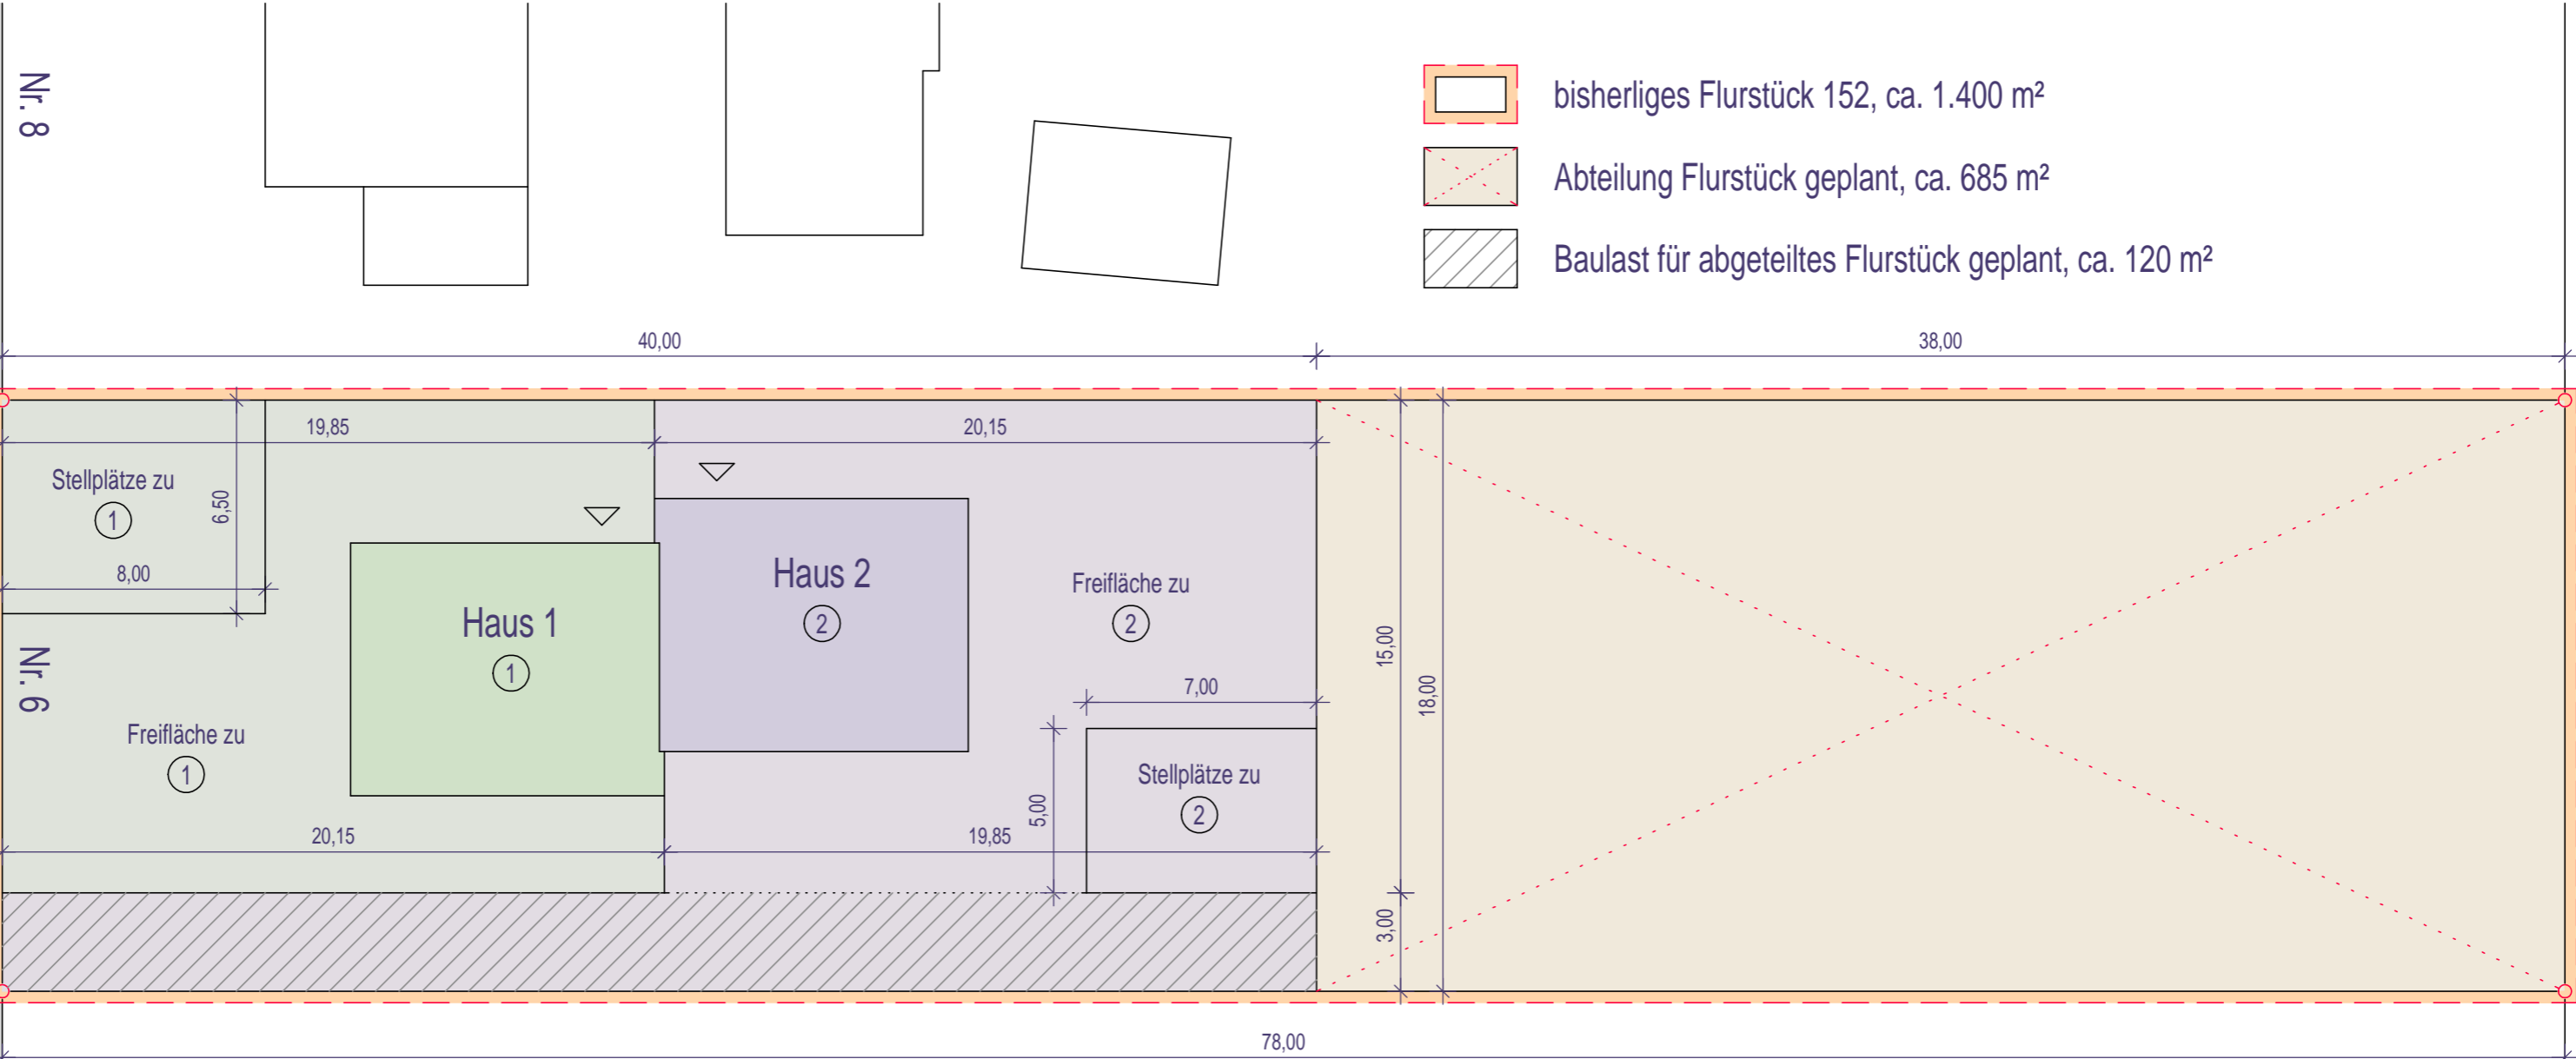 Nr. 8
bisherliges Flurstück 152, ca. 1.400 m²
Abteilung Flurstück geplant, ca. 685 m²
Baulast für abgeteiltes Flurstück geplant, ca. 120 m²
40,00
38,00
19,85
20,15
Stellplätze zu
1
6,50
8,00
Haus 1
1
Haus 2
2
Freifläche zu
2
15,00
18,00
7,00
Nr. 6
Freifläche zu
1
Stellplätze zu
2
5,00
20,15
19,85
3,00
78,00